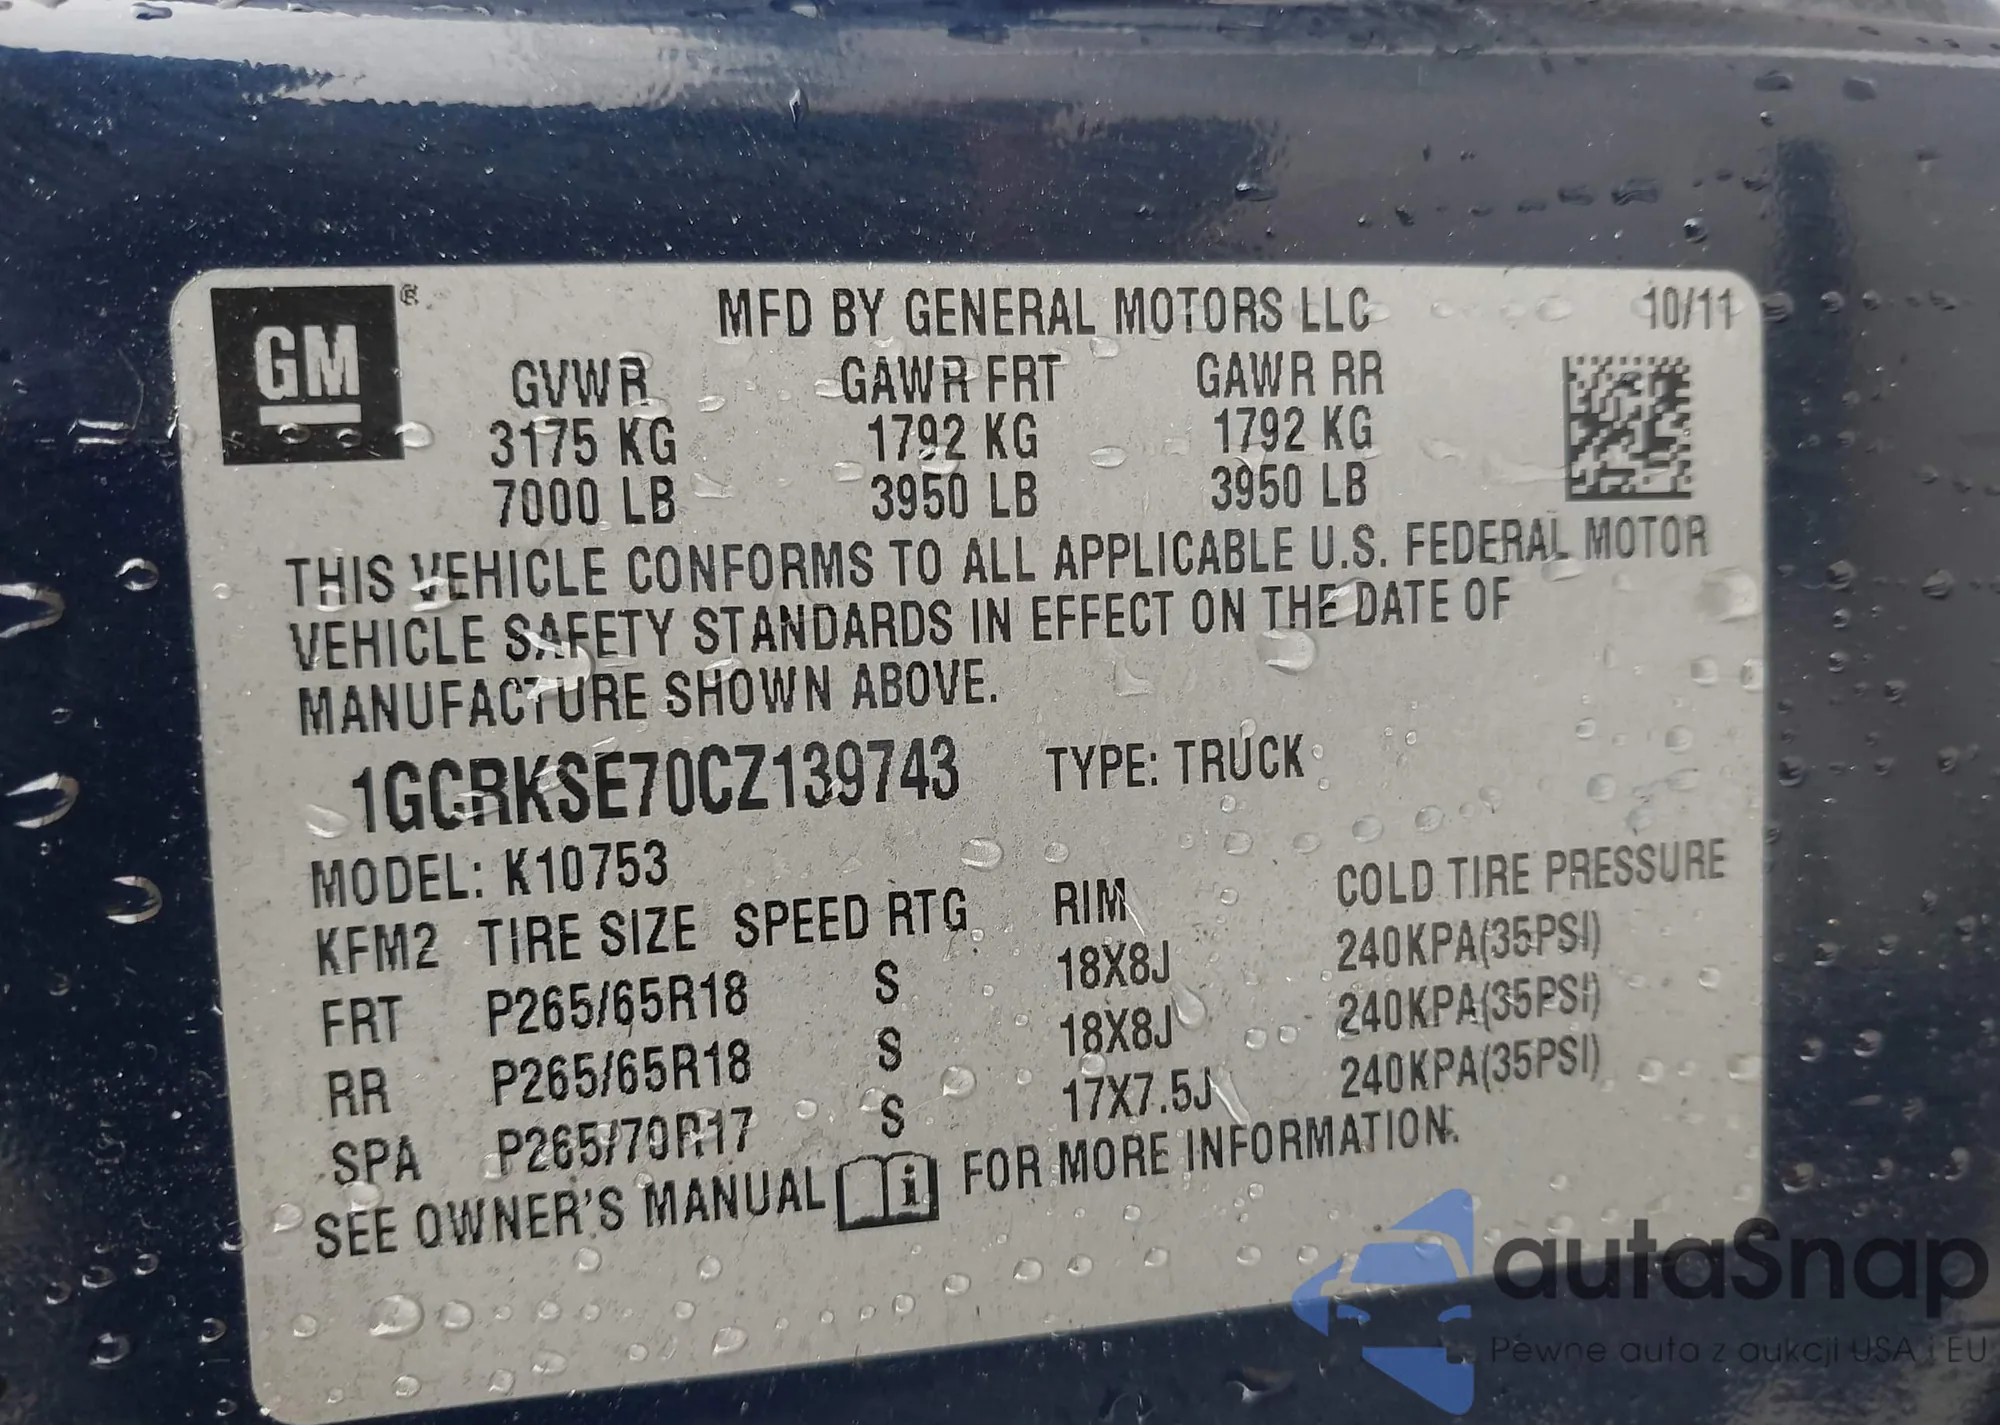 GM ®
MFD BY GENERAL MOTORS LLC 10/11
GVWR GAWR FRT GAWR RR
3175 KG 1792 KG 1792 KG
7000 LB 3950 LB 3950 LB
THIS VEHICLE CONFORMS TO ALL APPLICABLE U.S. FEDERAL MOTOR
VEHICLE SAFETY STANDARDS IN EFFECT ON THE DATE OF
MANUFACTURE SHOWN ABOVE.
1GCRKSE70CZ139743 TYPE: TRUCK
MODEL: K10753
KFM2 TIRE SIZE SPEED RTG RIM COLD TIRE PRESSURE
FRT P265/65R18 S 18X8J 240KPA(35PSI)
RR P265/65R18 S 18X8J 240KPA(35PSI)
SPA P265/70R17 S 17X7.5J 240KPA(35PSI)
SEE OWNER'S MANUAL FOR MORE INFORMATION.
autaSnap
Pewne auta z aukcji USA i EU